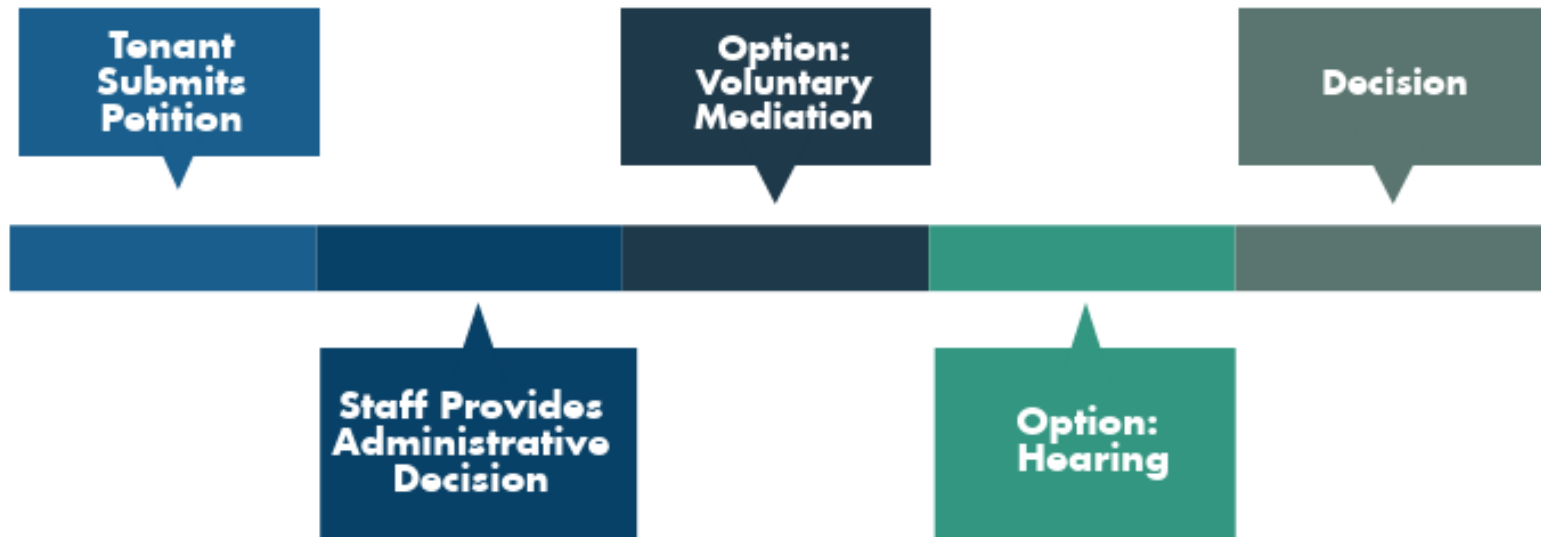 Tenant
Submits
Petition
Staff Provides
Administrative
Decision
Option:
Voluntary
Mediation
Option:
Hearing
Decision